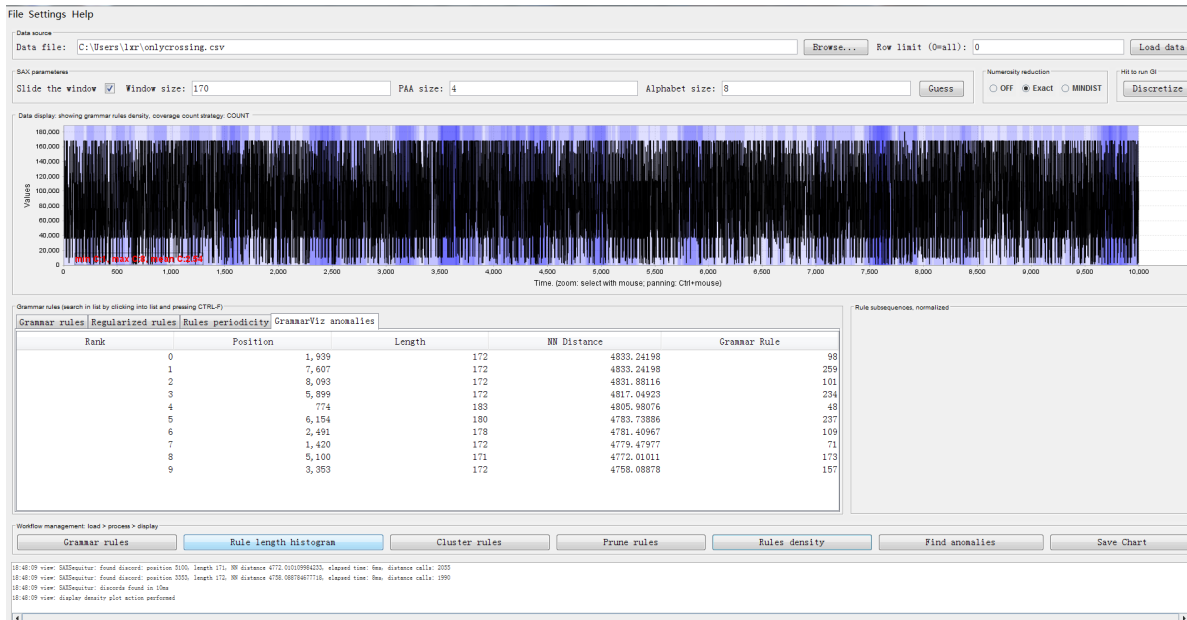 File Settings Help
Data source
Data file: C:\Users\lxr\onlycrossing.csv Browse... Row limit (0=all): 0 Load data
SAX parameteres Numerosity reduction Hit to run GI
Slide the window Window size: 170 PAA size: 4 Alphabet size: 8 Guess OFF Exact MINDIST Discretize
Data display: showing grammar rules density, coverage count strategy: COUNT
180,000
160,000
140,000
120,000
100,000
80,000
60,000
40,000
20,000
0
Values
0 500 1,000 1,500 2,000 2,500 3,000 3,500 4,000 4,500 5,000 5,500 6,000 6,500 7,000 7,500 8,000 8,500 9,000 9,500 10,000
Time. (zoom: select with mouse; panning: Ctrl+mouse)
Grammar rules (search in list by clicking into list and pressing CTRL-F) Rule subsequences, normalized
Grammar rules Regularized rules Rules periodicity GrammarViz anomalies
Rank Position Length NN Distance Grammar Rule
0 1,939 172 4833.24198 98
1 7,607 172 4833.24198 259
2 8,093 172 4831.88116 101
3 5,899 172 4817.04923 234
4 774 183 4805.98076 48
5 6,154 180 4783.73886 237
6 2,491 178 4781.40967 109
7 1,420 172 4779.47977 71
8 5,100 171 4772.01011 173
9 3,353 172 4758.08878 157
Workflow management: load > process > display
Grammar rules Rule length histogram Cluster rules Prune rules Rules density Find anomalies Save Chart
18:48:09 view: SAXSequitur: found discord: position 5100, length 171, NN distance 4772.010109984233, elapsed time: 6ms, distance calls: 2055
18:48:09 view: SAXSequitur: found discord: position 3353, length 172, NN distance 4758.088784677718, elapsed time: 8ms, distance calls: 1990
18:48:09 view: SAXSequitur: discords found in 10ms
18:48:09 view: display density plot action performed